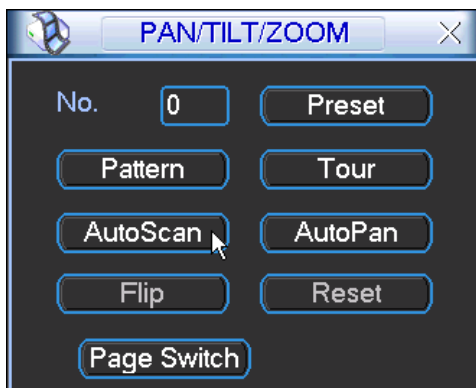 PAN/TILT/ZOOM
No. 0 Preset
Pattern Tour
AutoScan AutoPan
Flip Reset
Page Switch